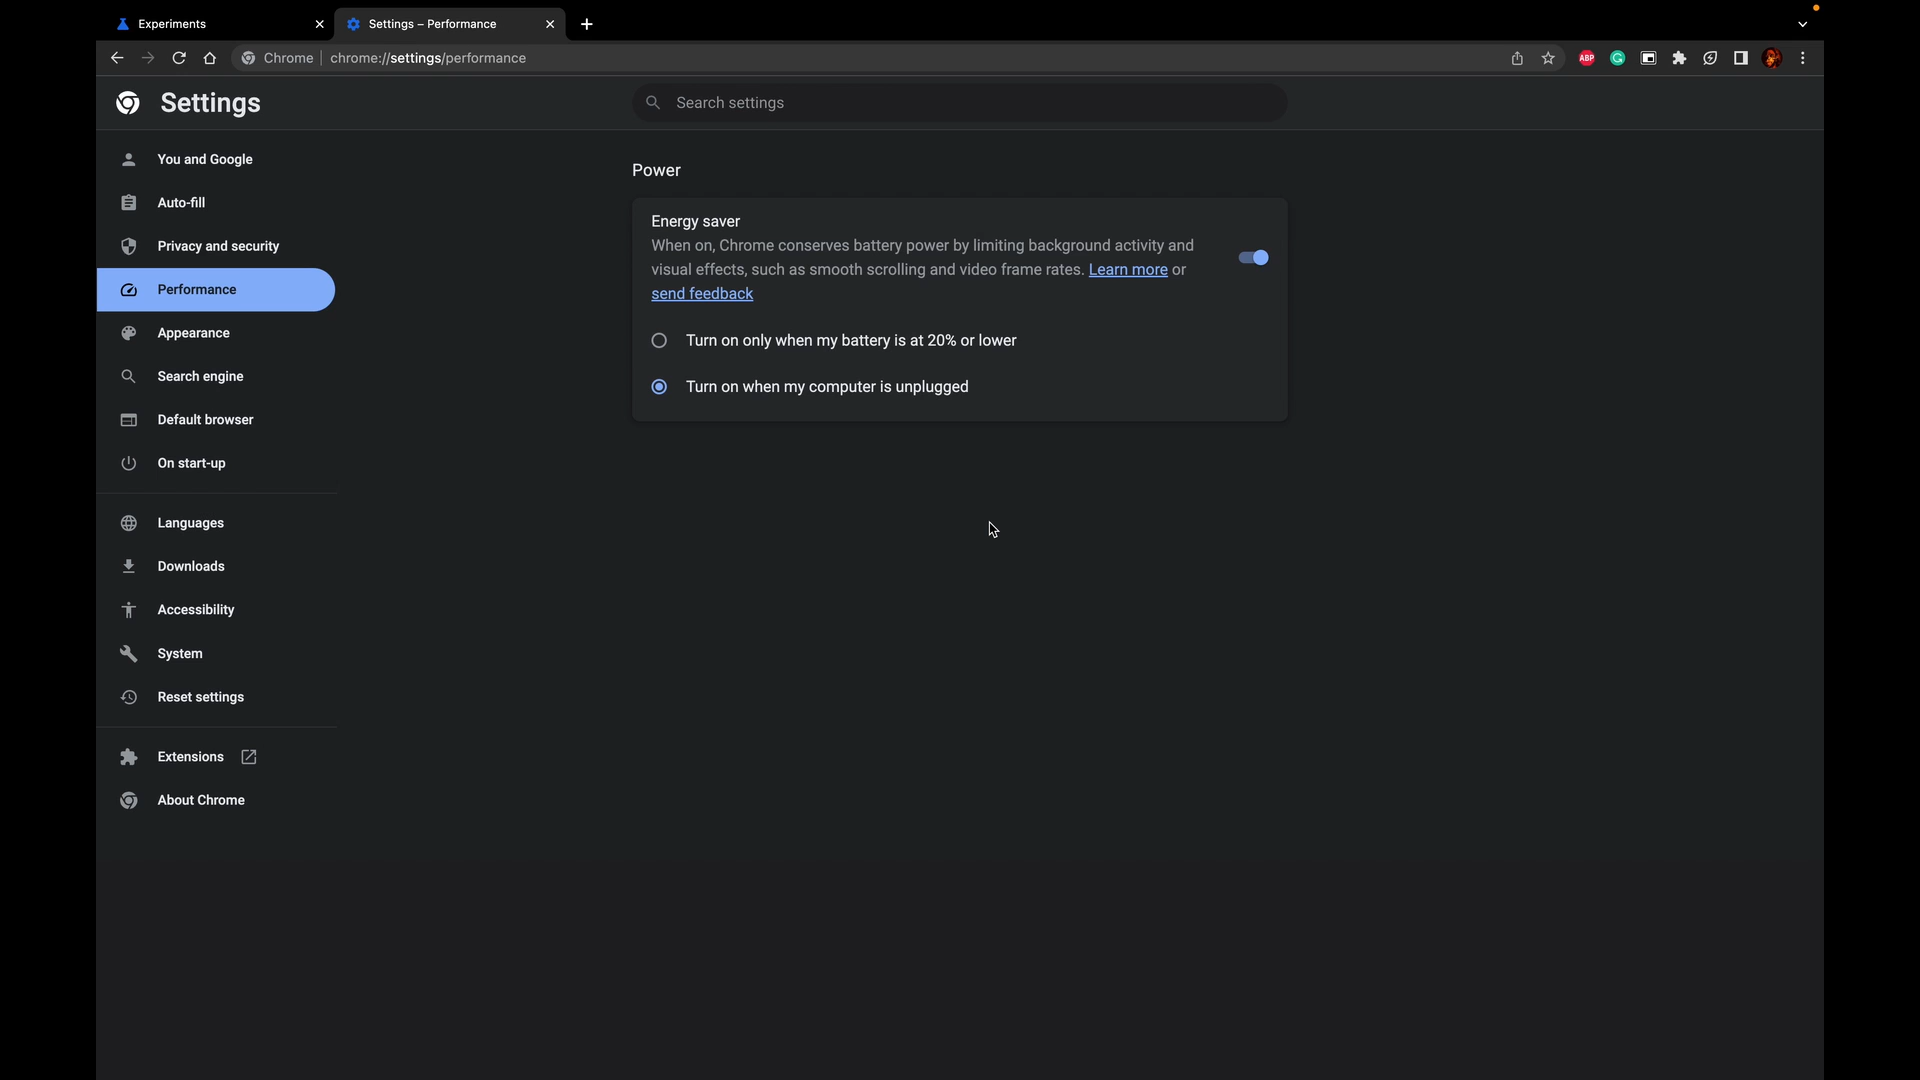 Experiments
Settings – Performance
Chrome | chrome://settings/performance
ABP
G
Settings
Search settings
You and Google
Auto-fill
Privacy and security
Performance
Appearance
Search engine
Default browser
On start-up
Languages
Downloads
Accessibility
System
Reset settings
Extensions
About Chrome
Power
Energy saver
When on, Chrome conserves battery power by limiting background activity and
visual effects, such as smooth scrolling and video frame rates. Learn more or
send feedback
Turn on only when my battery is at 20% or lower
Turn on when my computer is unplugged